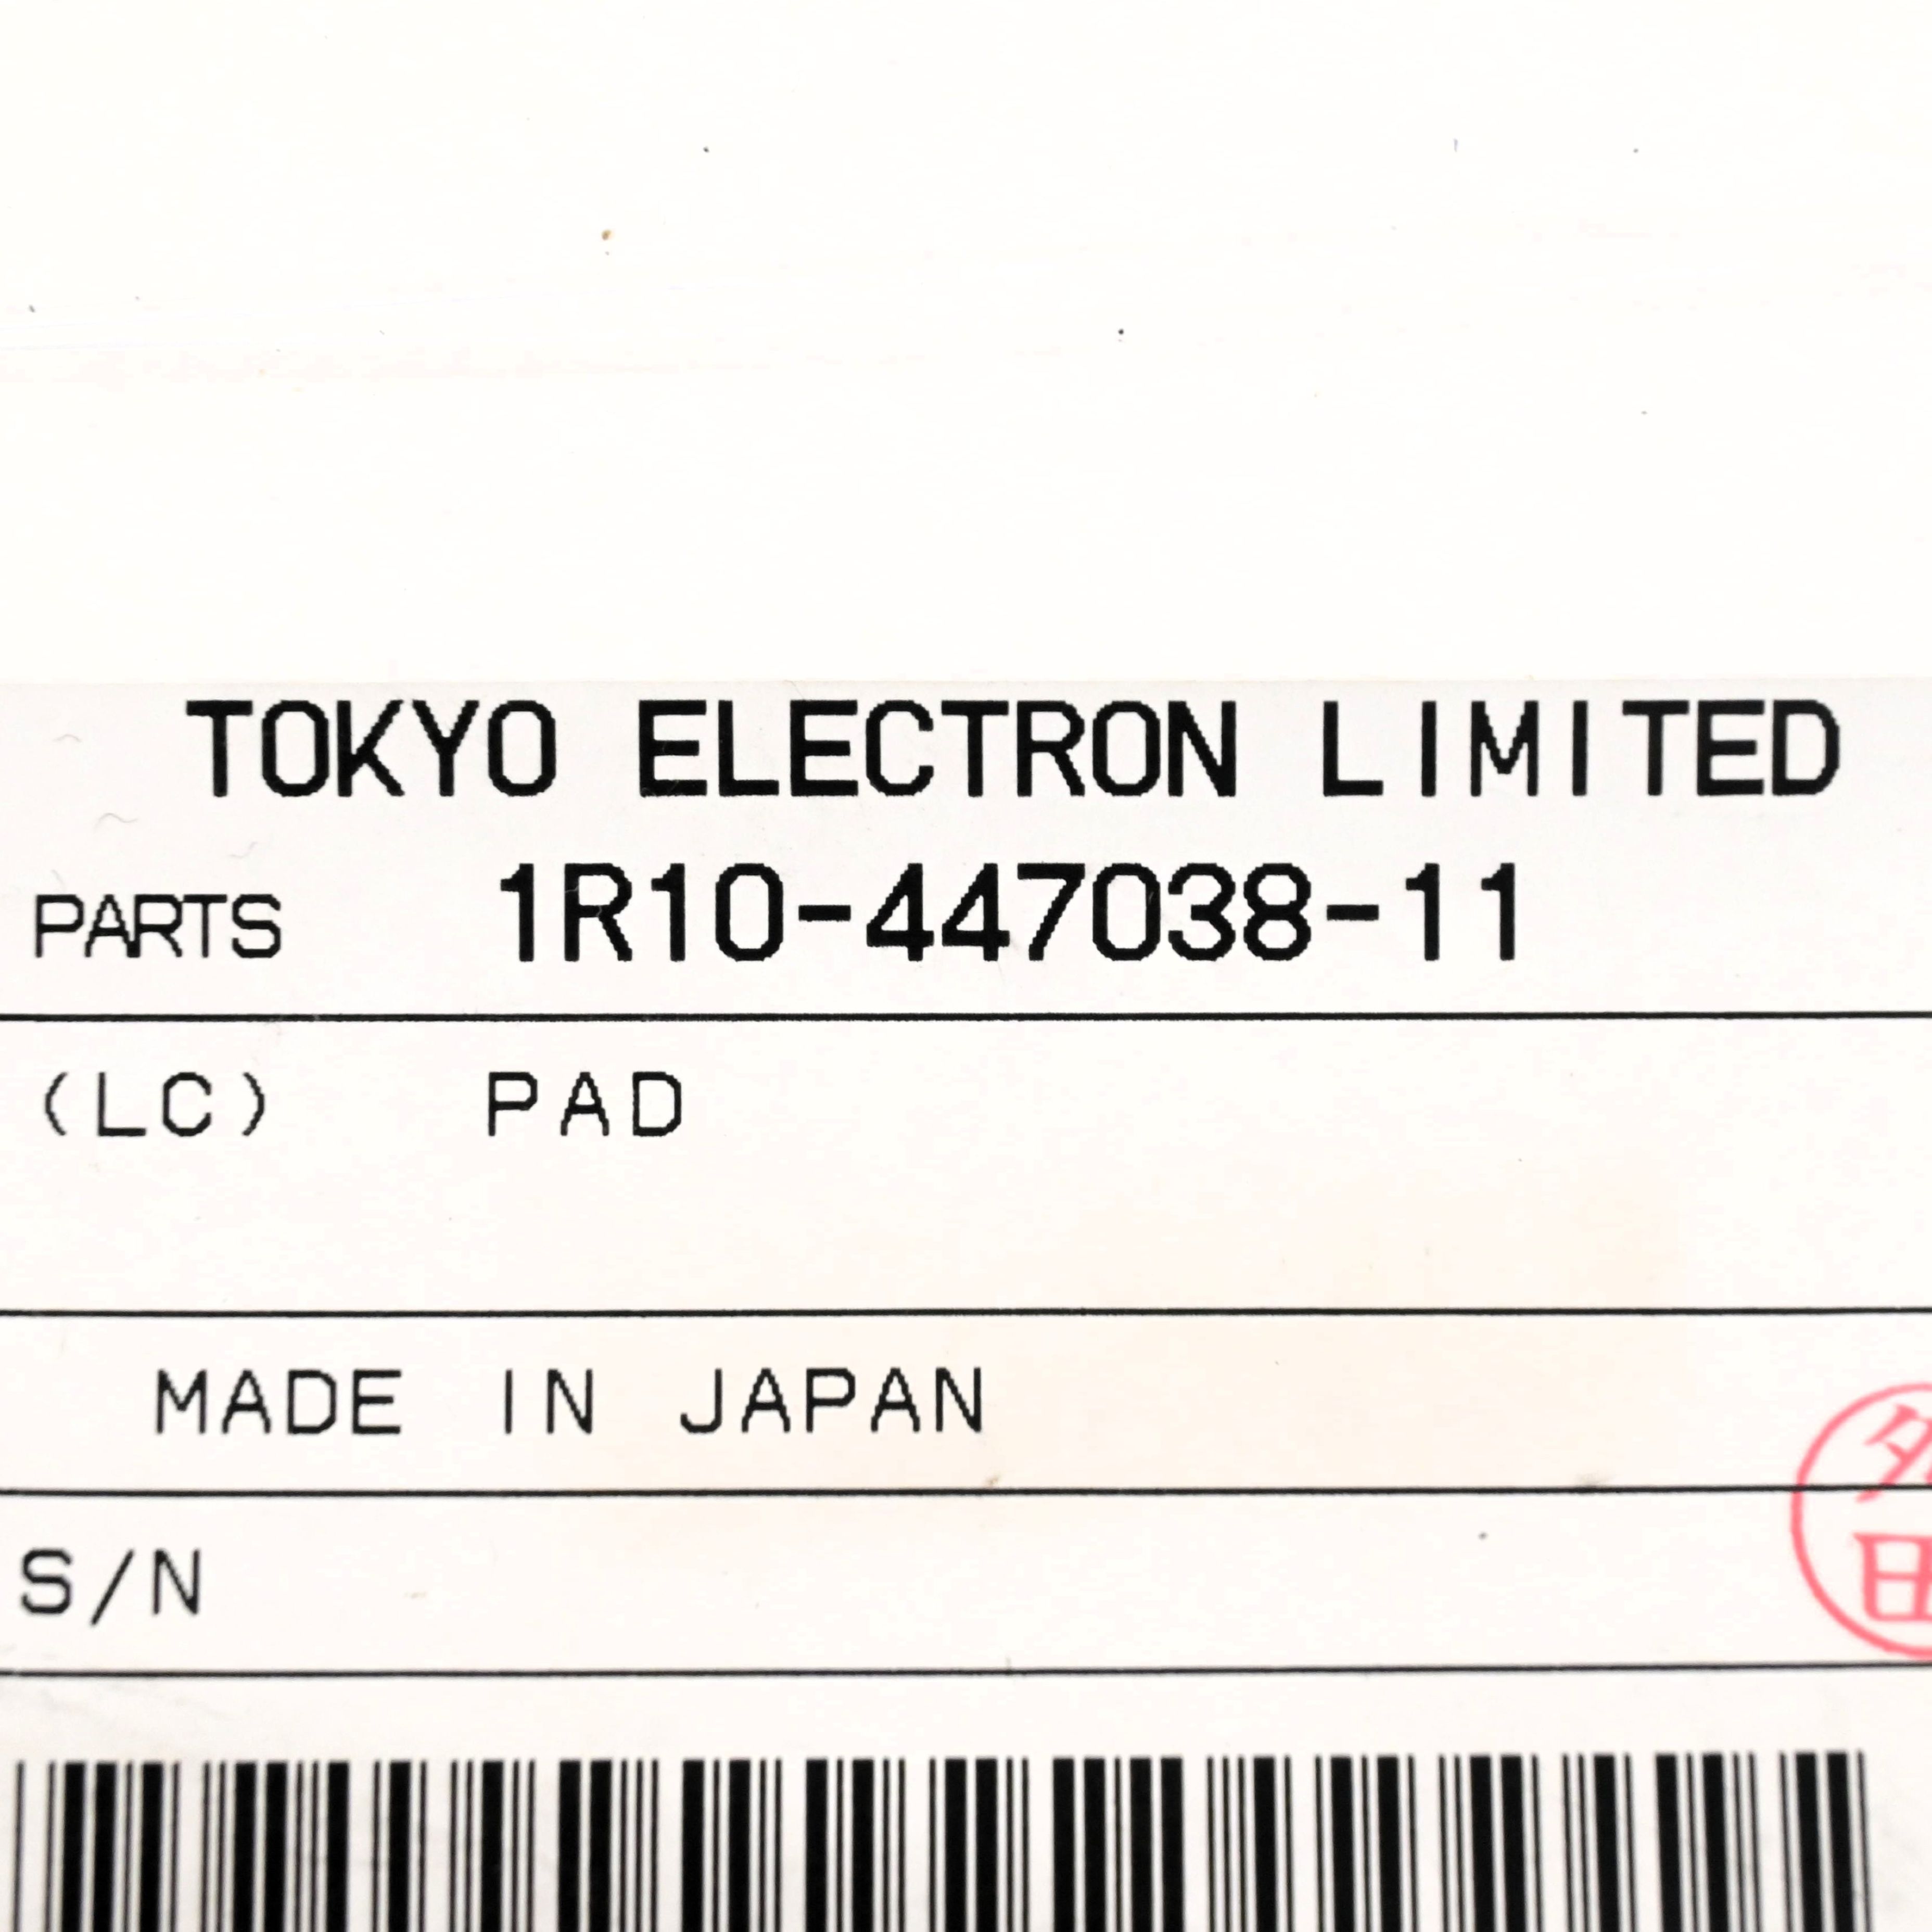 TOKYO ELECTRON LIMITED
PARTS 1R10-447038-11
(LC) PAD
MADE IN JAPAN
S/N